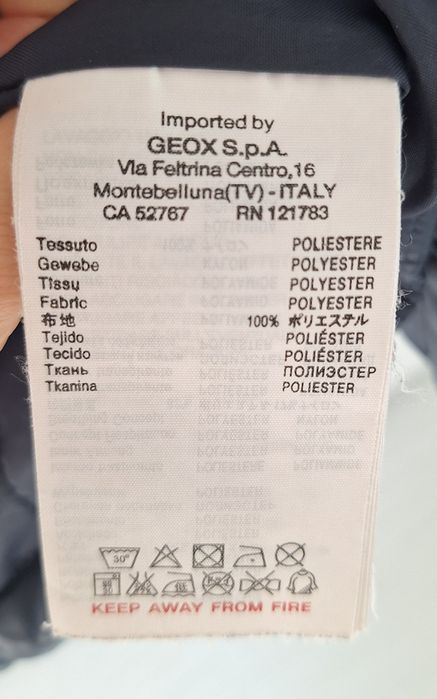 Imported by
GEOX S.p.A.
Via Feltrina Centro,16
Montebelluna(TV) - ITALY
CA 52767 RN 121783
Tessuto POLIESTERE
Gewebe POLYESTER
Tissu POLYESTER
Fabric POLYESTER
布地 100% ポリエステル
Tejido POLIÉSTER
Tecido POLIÉSTER
Ткань ПОЛИЭСТЕР
Tkanina POLIESTER
30°
KEEP AWAY FROM FIRE